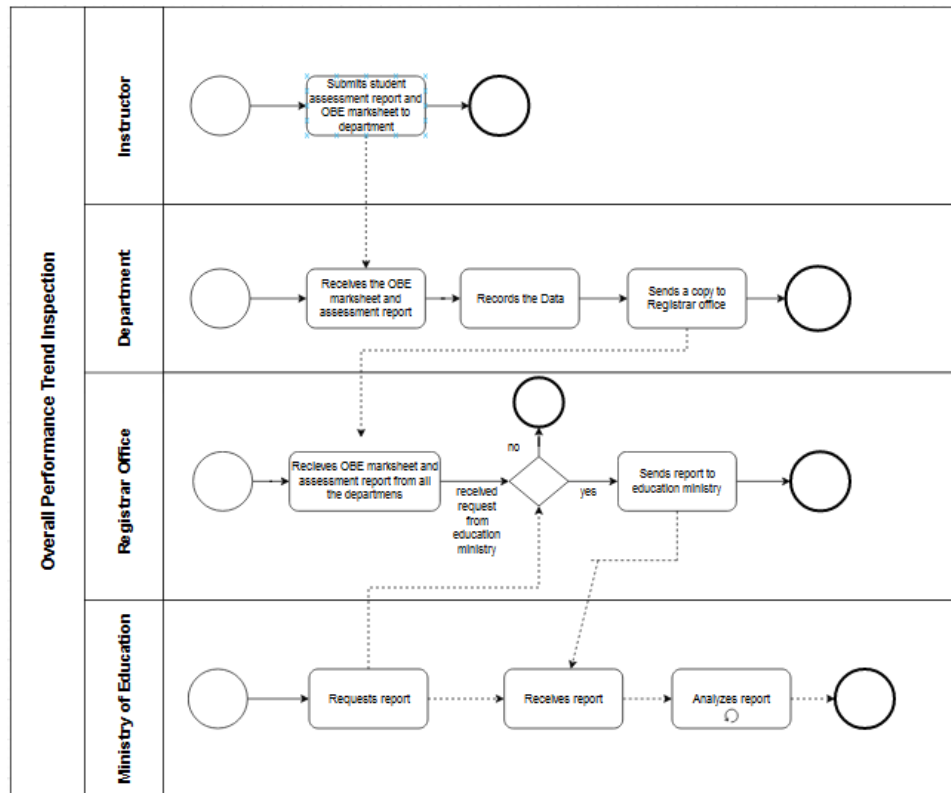 Overall Performance Trend Inspection
Instructor
Submits student
assessment report and
OBE marksheet to
department
Department
Receives the OBE
marksheet and
assessment report
Records the Data
Sends a copy to
Registrar office
Registrar Office
Recieves OBE marksheet and
assessment report from all
the departmens
received
request
from
education
ministry
no
yes
Sends report to
education ministry
Ministry of Education
Requests report
Receives report
Analyzes report